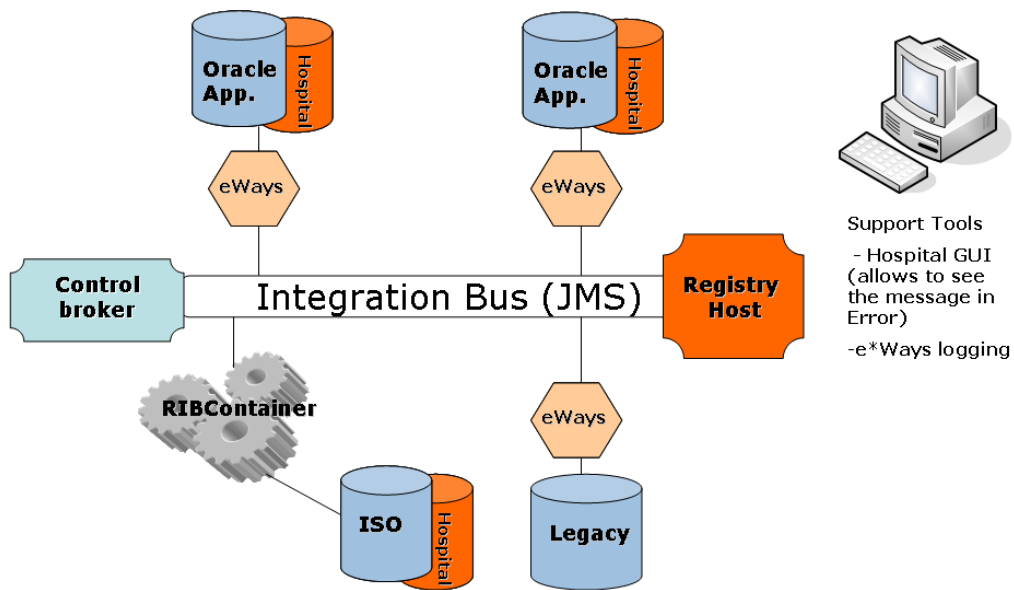 Oracle
App.
Hospital
Oracle
App.
Hospital
eWays
eWays
Support Tools
- Hospital GUI
(allows to see
the message in
Error)
-e*Ways logging
Control
broker
Integration Bus (JMS)
Registry
Host
RIBContainer
eWays
ISO
Hospital
Legacy